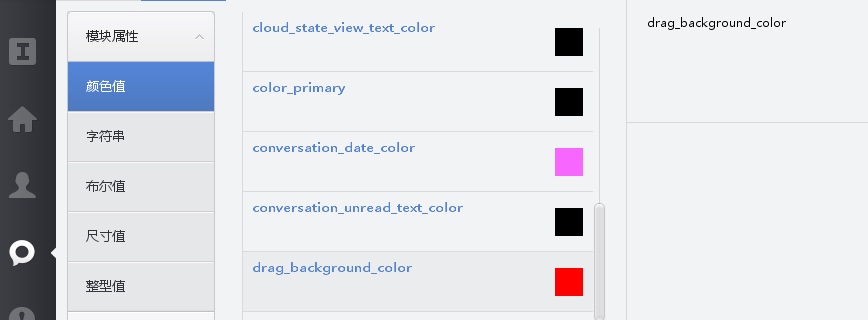 模块属性
颜色值
字符串
布尔值
尺寸值
整型值
cloud_state_view_text_color
color_primary
conversation_date_color
conversation_unread_text_color
drag_background_color
drag_background_color